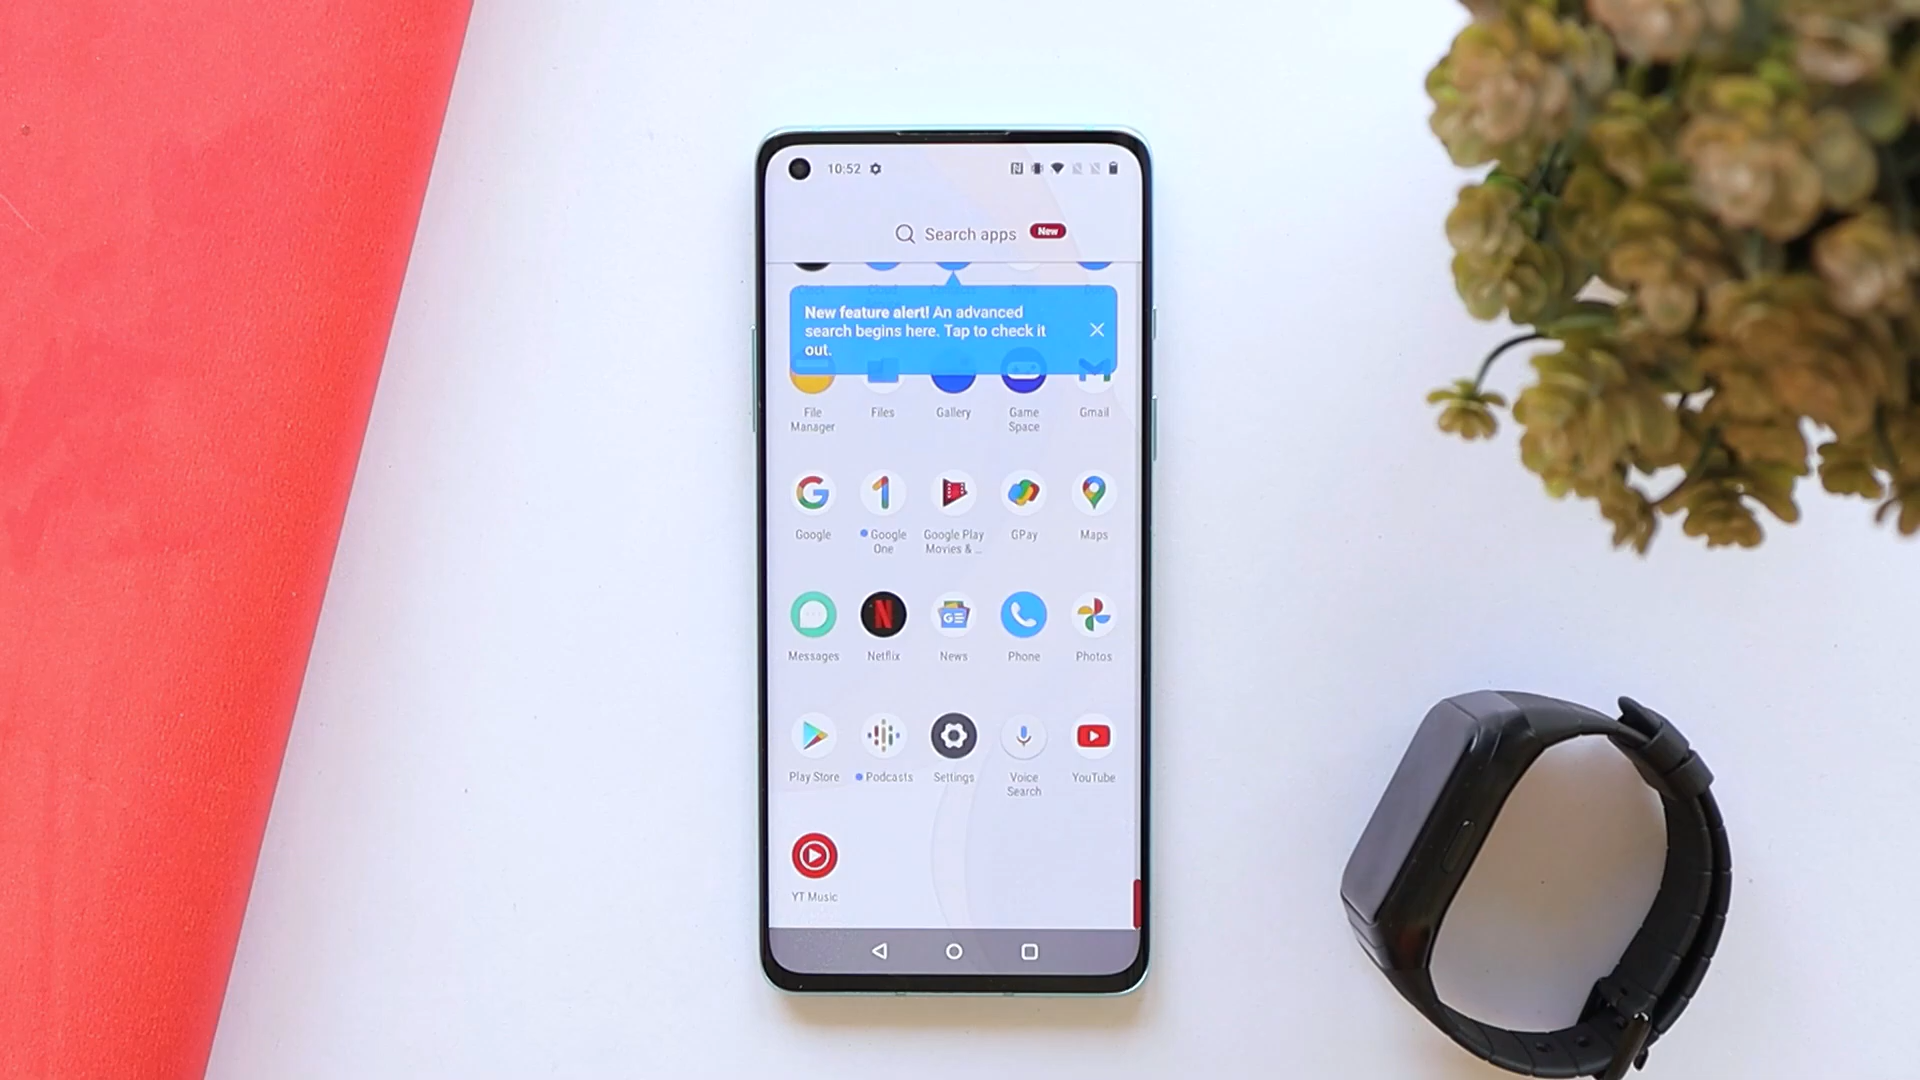 10:52
Search apps New
New feature alert! An advanced
search begins here. Tap to check it
out.
File
Manager
Files
Gallery
Game
Space
Gmail
Google
Google
One
Google Play
Movies & ...
GPay
Maps
Messages
Netflix
News
Phone
Photos
Play Store
Podcasts
Settings
Voice
Search
YouTube
YT Music